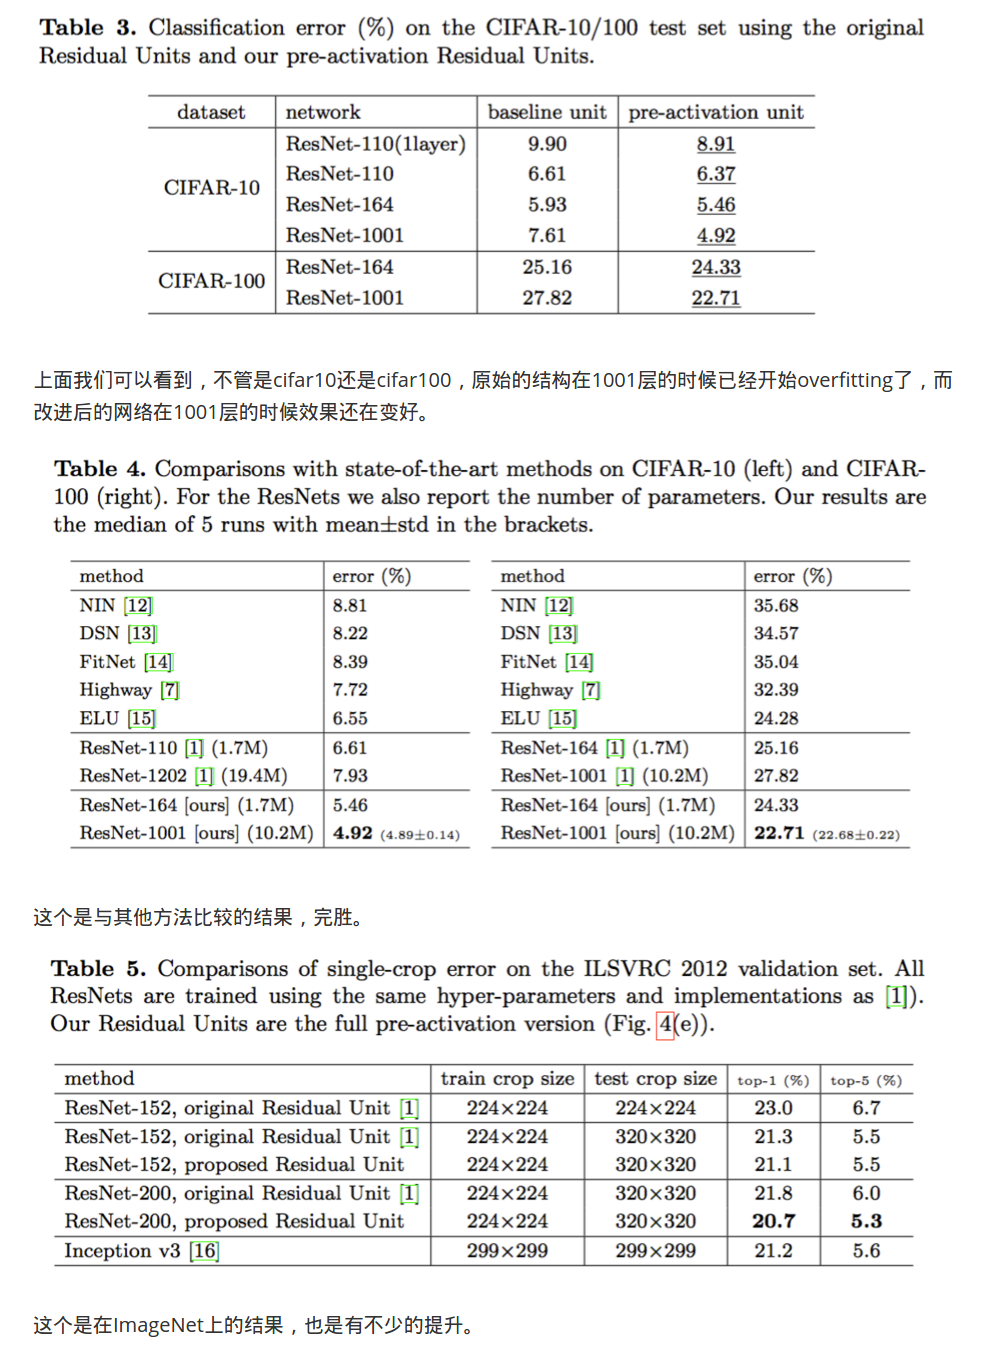 Table 3. Classification error (%) on the CIFAR-10/100 test set using the original
Residual Units and our pre-activation Residual Units.
dataset network baseline unit pre-activation unit
CIFAR-10
ResNet-110(1layer) 9.90 8.91
ResNet-110 6.61 6.37
ResNet-164 5.93 5.46
ResNet-1001 7.61 4.92
CIFAR-100
ResNet-164 25.16 24.33
ResNet-1001 27.82 22.71
上面我们可以看到，不管是cifar10还是cifar100，原始的结构在1001层的时候已经开始overfitting了，而
改进后的网络在1001层的时候效果还在变好。
Table 4. Comparisons with state-of-the-art methods on CIFAR-10 (left) and CIFAR-
100 (right). For the ResNets we also report the number of parameters. Our results are
the median of 5 runs with mean±std in the brackets.
method error (%)
NIN [12] 8.81
DSN [13] 8.22
FitNet [14] 8.39
Highway [7] 7.72
ELU [15] 6.55
ResNet-110 [1] (1.7M) 6.61
ResNet-1202 [1] (19.4M) 7.93
ResNet-164 [ours] (1.7M) 5.46
ResNet-1001 [ours] (10.2M) 4.92 (4.89±0.14)
method error (%)
NIN [12] 35.68
DSN [13] 34.57
FitNet [14] 35.04
Highway [7] 32.39
ELU [15] 24.28
ResNet-164 [1] (1.7M) 25.16
ResNet-1001 [1] (10.2M) 27.82
ResNet-164 [ours] (1.7M) 24.33
ResNet-1001 [ours] (10.2M) 22.71 (22.68±0.22)
这个是与其他方法比较的结果，完胜。
Table 5. Comparisons of single-crop error on the ILSVRC 2012 validation set. All
ResNets are trained using the same hyper-parameters and implementations as [1]).
Our Residual Units are the full pre-activation version (Fig. 4(e)).
method train crop size test crop size top-1 (%) top-5 (%)
ResNet-152, original Residual Unit [1] 224×224 224×224 23.0 6.7
ResNet-152, original Residual Unit [1] 224×224 320×320 21.3 5.5
ResNet-152, proposed Residual Unit 224×224 320×320 21.1 5.5
ResNet-200, original Residual Unit [1] 224×224 320×320 21.8 6.0
ResNet-200, proposed Residual Unit 224×224 320×320 20.7 5.3
Inception v3 [16] 299×299 299×299 21.2 5.6
这个是在ImageNet上的结果，也是有不少的提升。